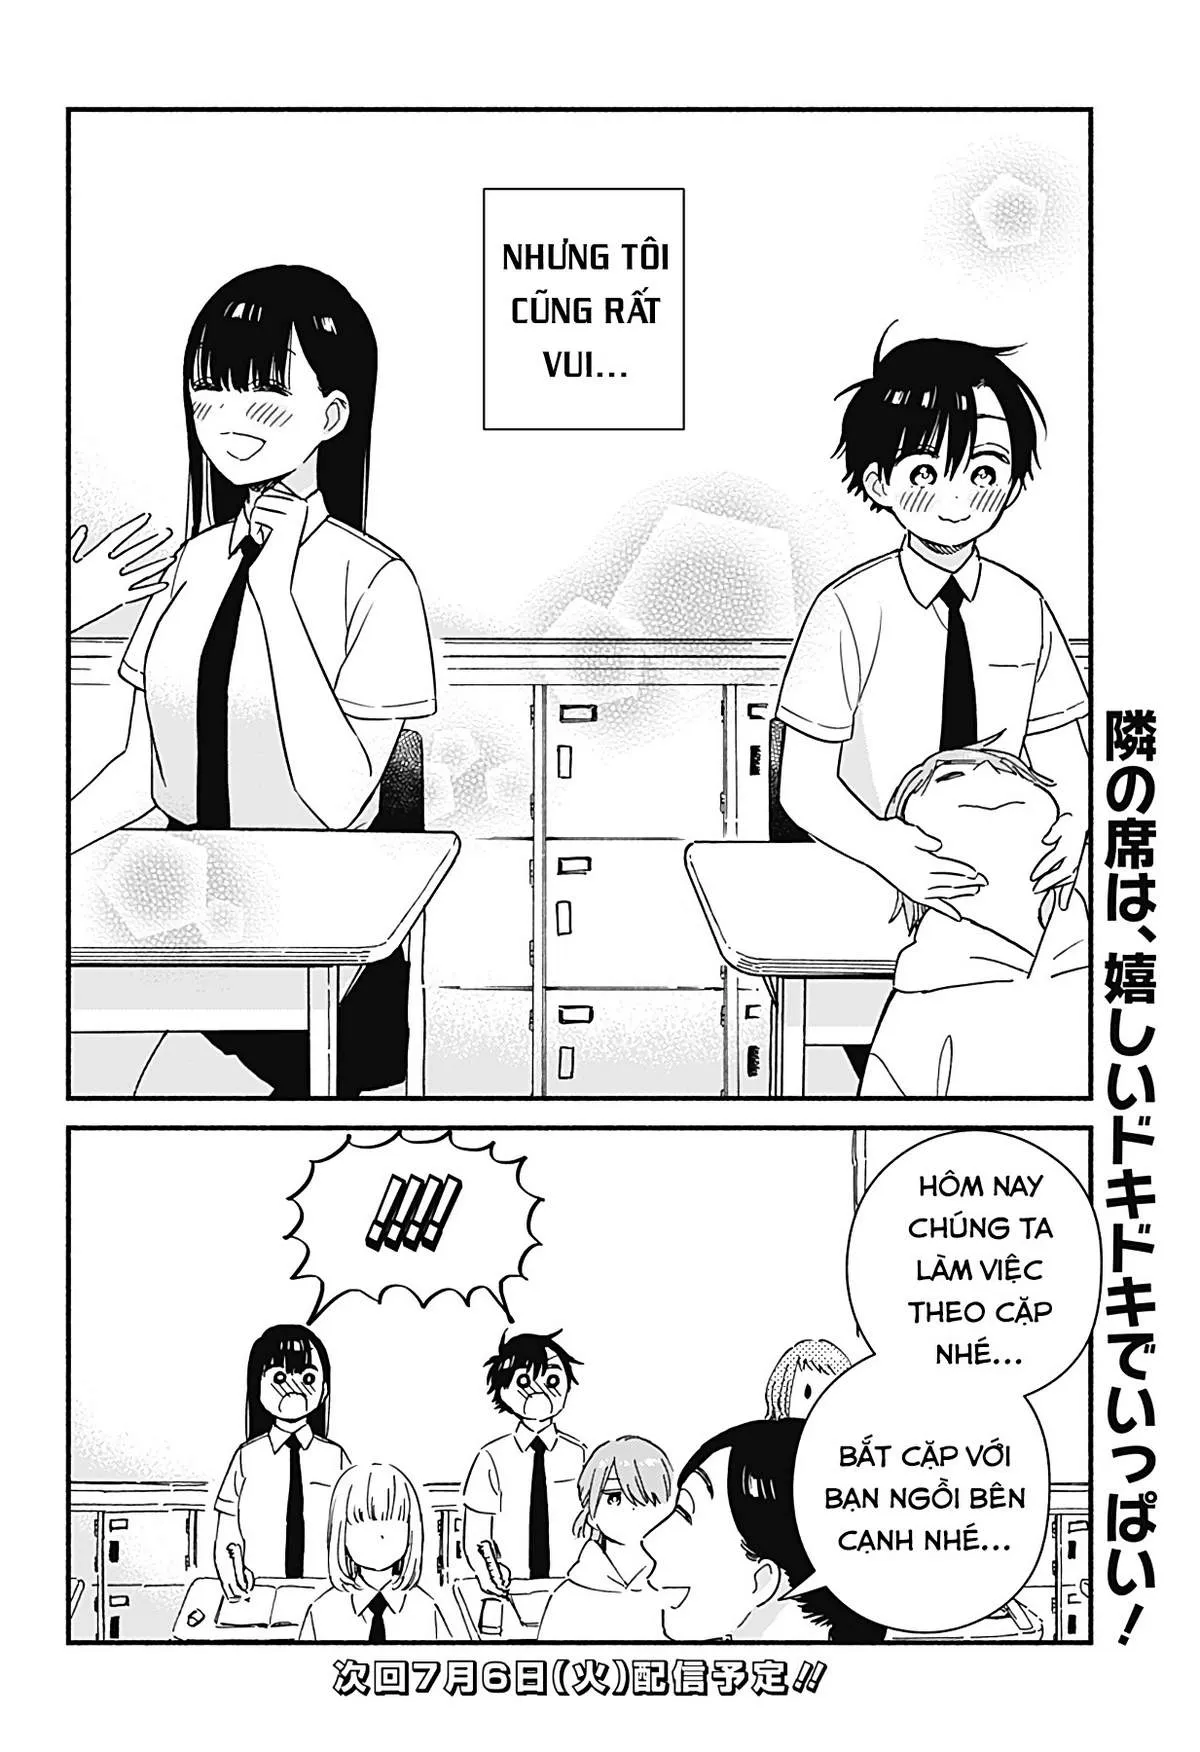 NHƯNG TÔI
CŨNG RẤT
VUI...
隣の席は、嬉しいドキドキでいっぱい！
!!!!
HÔM NAY
CHÚNG TA
LÀM VIỆC
THEO CẶP
NHÉ...
BẮT CẶP VỚI
BẠN NGỒI BÊN
CẠNH NHÉ...
次回7月6日(火)配信予定!!